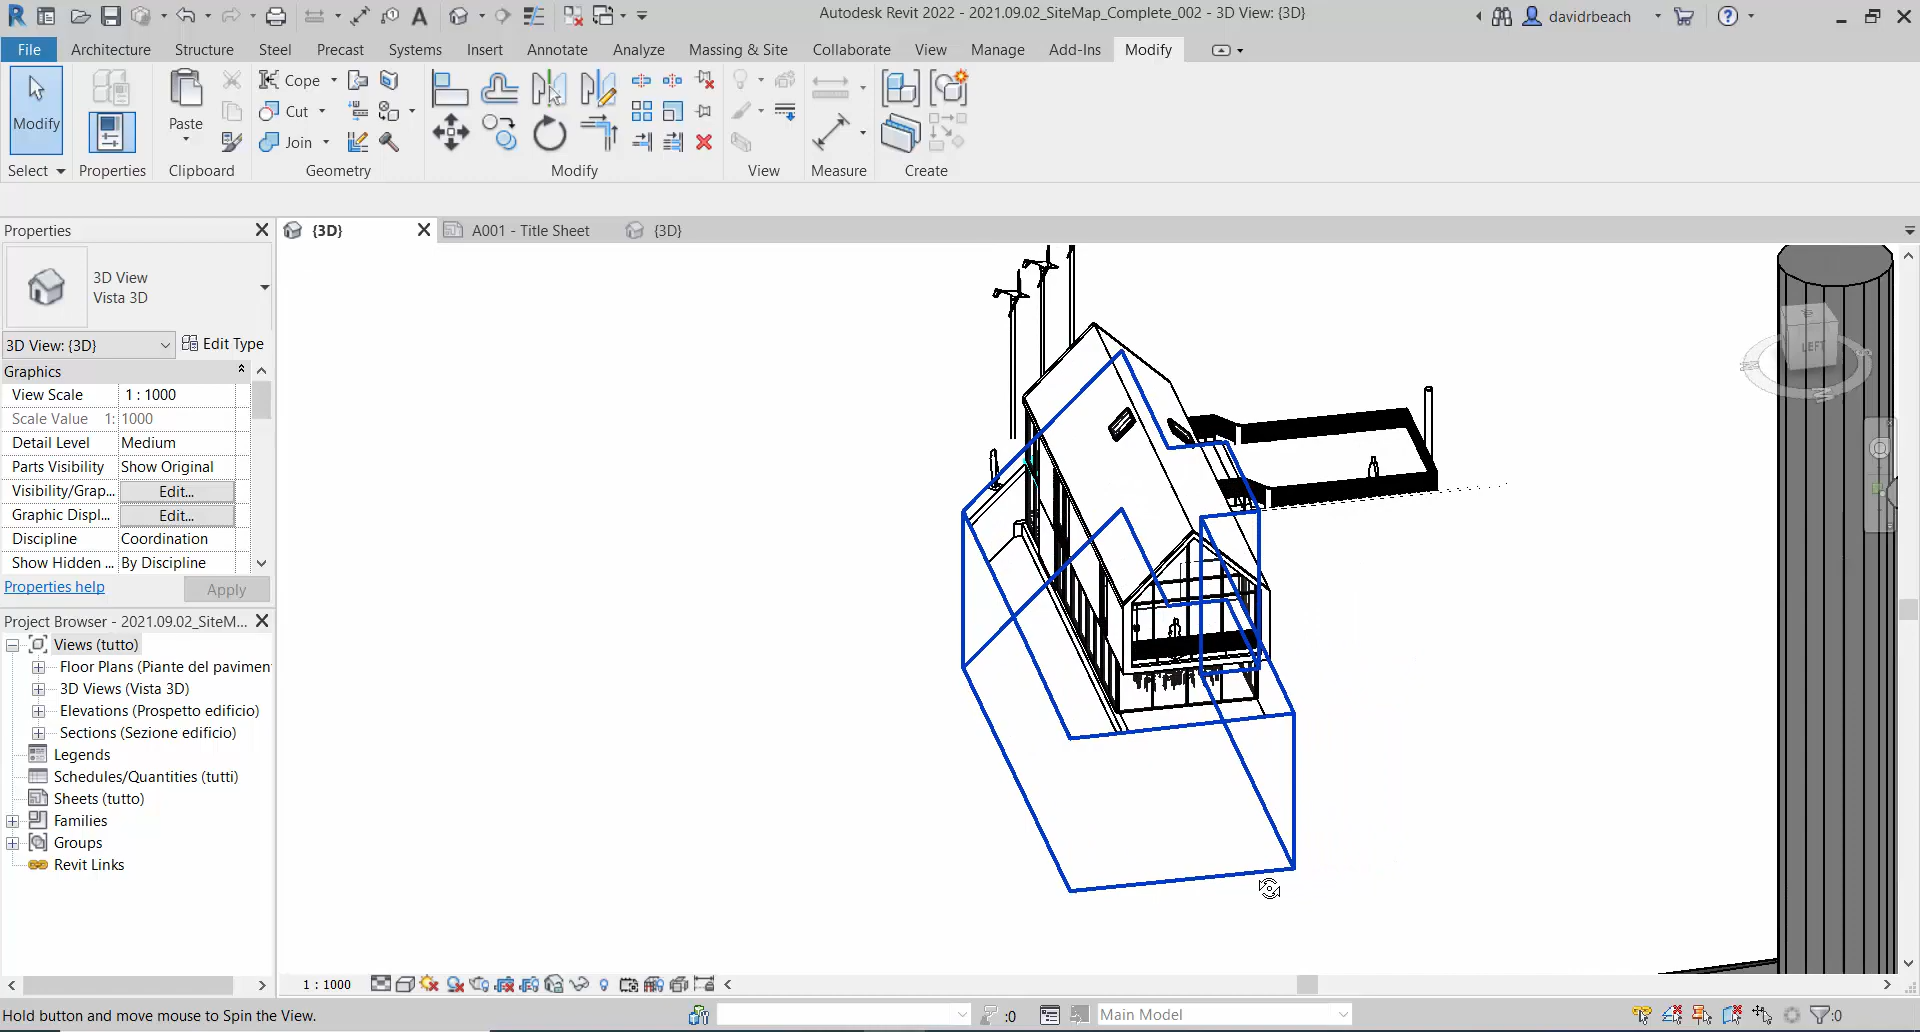 Autodesk Revit 2022 - 2021.09.02_SiteMap_Complete_002 - 3D View: {3D}
davidrbeach
File Architecture Structure Steel Precast Systems Insert Annotate Analyze Massing & Site Collaborate View Manage Add-Ins Modify
Modify
Paste
Cope
Cut
Join
Select Properties Clipboard Geometry Modify View Measure Create
Properties
{3D}
A001 - Title Sheet
{3D}
3D View
Vista 3D
3D View: {3D}
Edit Type
Graphics
View Scale 1 : 1000
Scale Value 1: 1000
Detail Level Medium
Parts Visibility Show Original
Visibility/Grap... Edit...
Graphic Displ... Edit...
Discipline Coordination
Show Hidden ... By Discipline
Properties help
Apply
Project Browser - 2021.09.02_SiteM...
Views (tutto)
Floor Plans (Piante del pavimen
3D Views (Vista 3D)
Elevations (Prospetto edificio)
Sections (Sezione edificio)
Legends
Schedules/Quantities (tutti)
Sheets (tutto)
Families
Groups
Revit Links
LEFT
1 : 1000
Hold button and move mouse to Spin the View.
:0
Main Model
:0